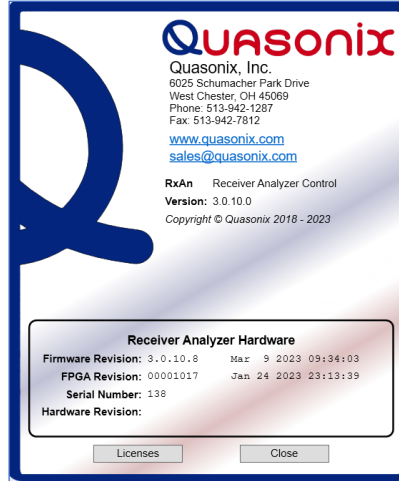 QUASONIX
Quasonix, Inc.
6025 Schumacher Park Drive
West Chester, OH 45069
Phone: 513-942-1287
Fax: 513-942-7812
www.quasonix.com
sales@quasonix.com
RxAn Receiver Analyzer Control
Version: 3.0.10.0
Copyright © Quasonix 2018 - 2023
Receiver Analyzer Hardware
Firmware Revision: 3.0.10.8 Mar 9 2023 09:34:03
FPGA Revision: 00001017 Jan 24 2023 23:13:39
Serial Number: 138
Hardware Revision:
Licenses Close